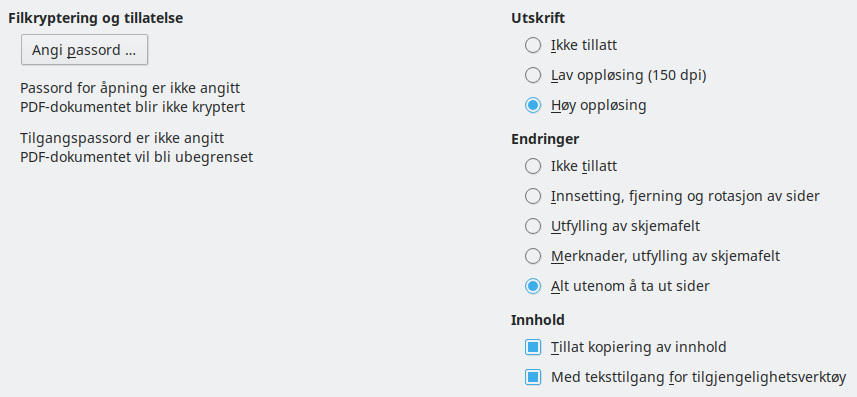 Filkryptering og tillatelse
Angi passord ...
Passord for åpning er ikke angitt
PDF-dokumentet blir ikke kryptert
Tilgangspassord er ikke angitt
PDF-dokumentet vil bli ubegrenset
Utskrift
Ikke tillatt
Lav oppløsing (150 dpi)
Høy oppløsing
Endringer
Ikke tillatt
Innsetting, fjerning og rotasjon av sider
Utfylling av skjemafelt
Merknader, utfylling av skjemafelt
Alt utenom å ta ut sider
Innhold
Tillat kopiering av innhold
Med teksttilgang for tilgjengelighetsverktøy